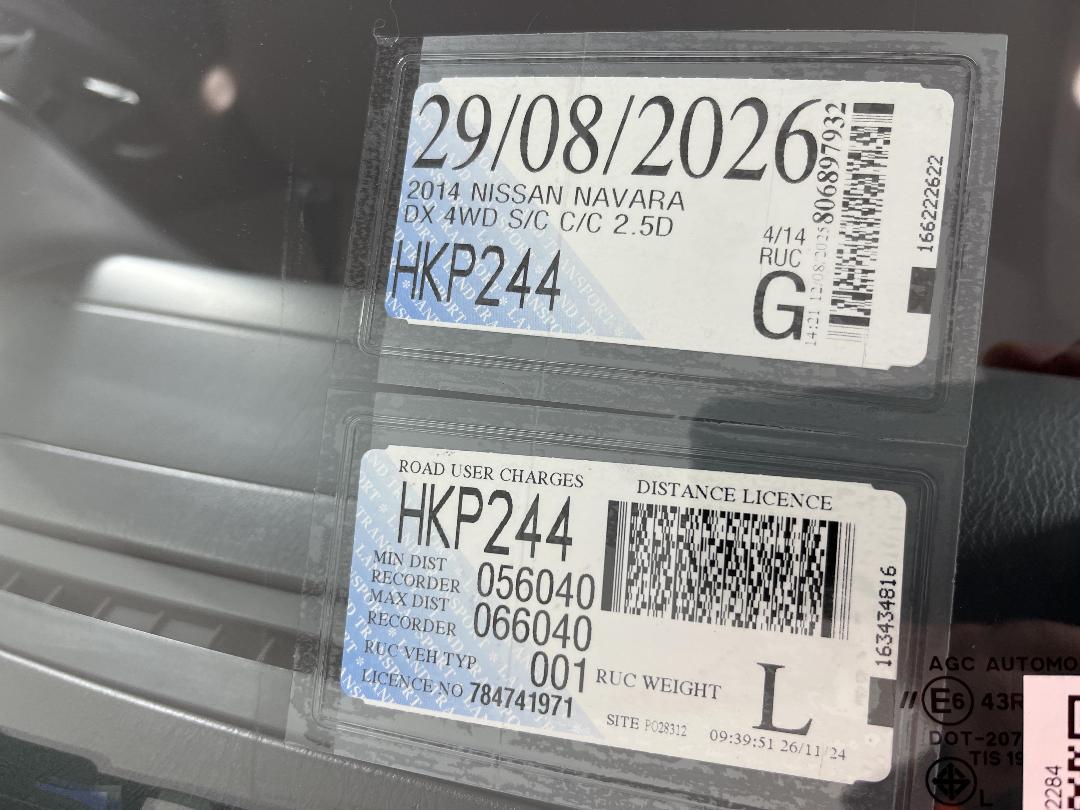 29/08/2026
2014 NISSAN NAVARA
DX 4WD S/C C/C 2.5D
HKP244
4/14
RUC
G
14:21 12/08/2025
806897932
166222622
ROAD USER CHARGES
DISTANCE LICENCE
HKP244
MIN DIST
RECORDER 056040
MAX DIST
RECORDER 066040
RUC VEH TYP 001
RUC WEIGHT L
LICENCE NO 784741971
SITE PO28312 09:39:51 26/11/24
163434816
AGC AUTOMO
E6 43R
DOT-207
TIS 19
2284